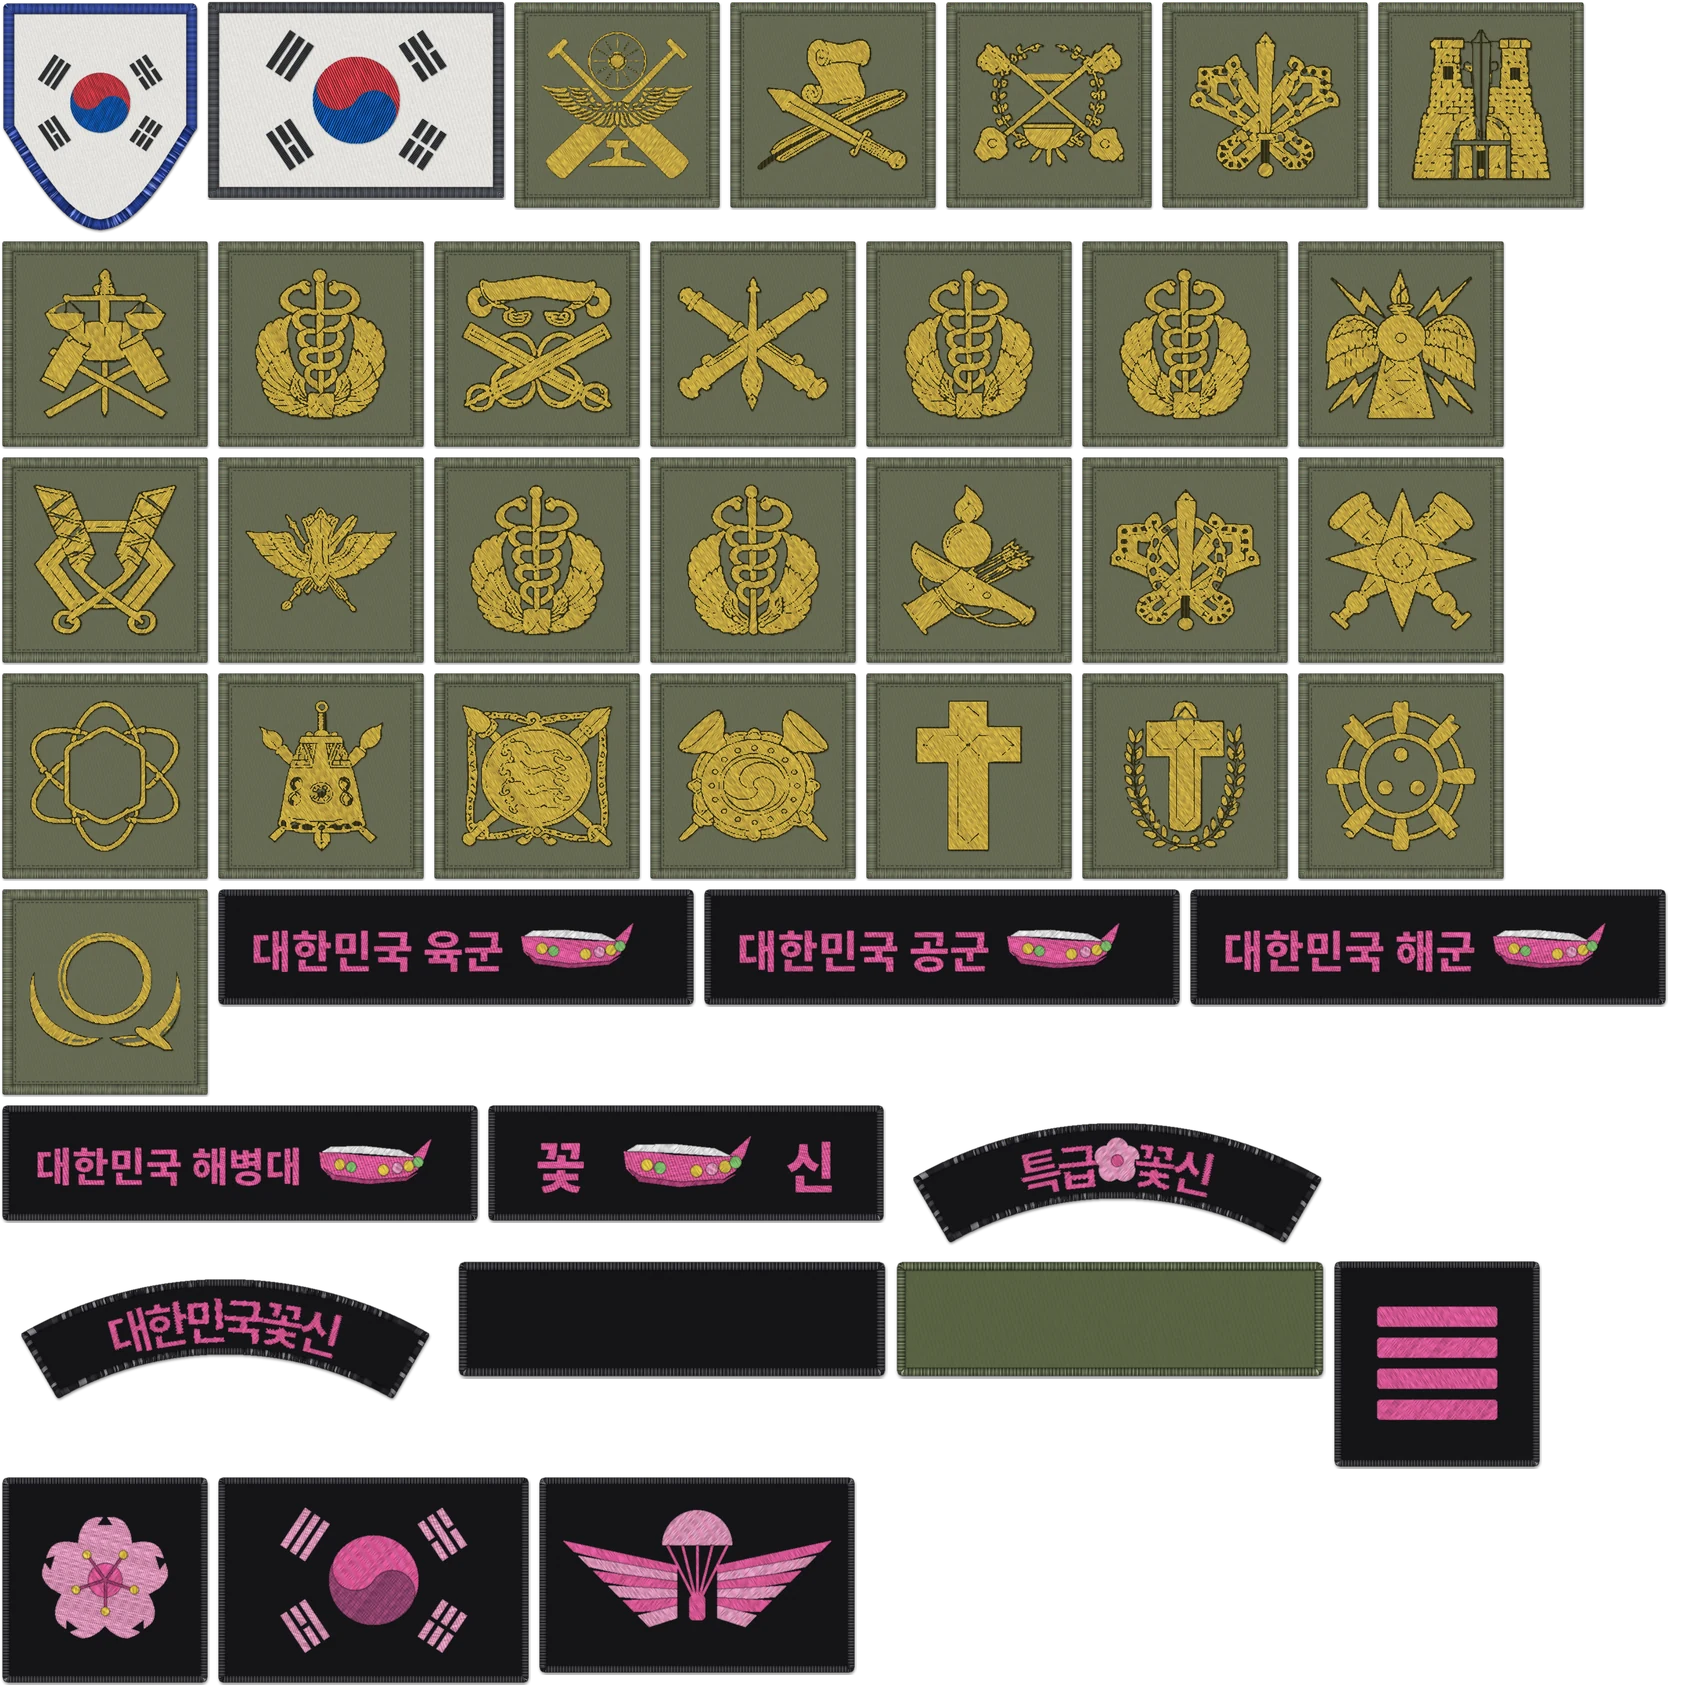 대한민국 육군
대한민국 공군
대한민국 해군
대한민국 해병대
꽃 신
특급 꽃신
대한민국꽃신